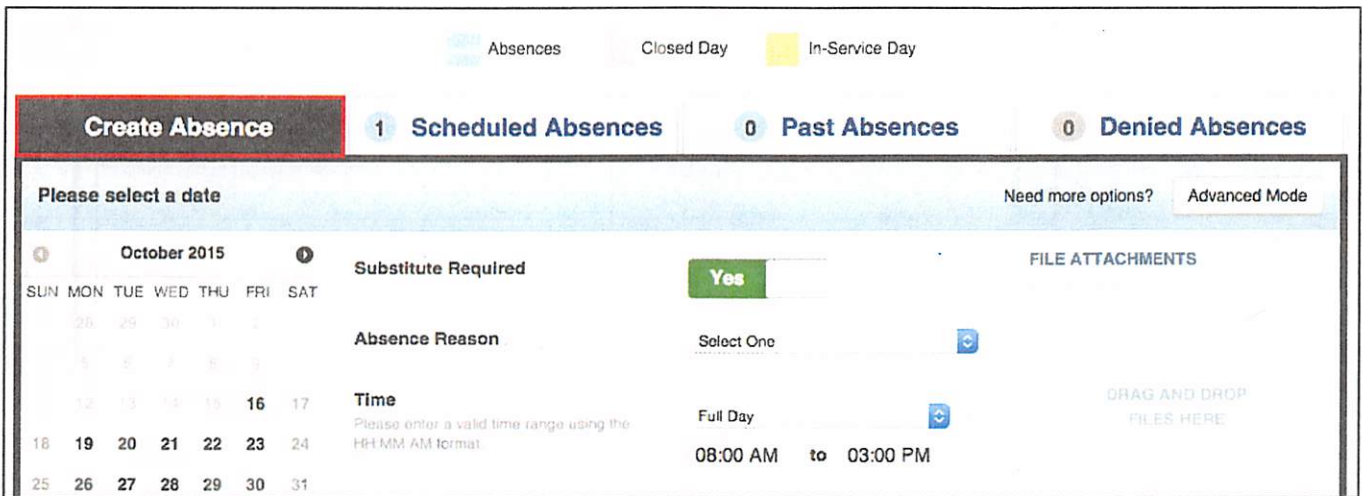 Absences Closed Day In-Service Day
Create Absence 1 Scheduled Absences 0 Past Absences 0 Denied Absences
Please select a date Need more options? Advanced Mode
October 2015
SUN MON TUE WED THU FRI SAT
28 29 30 1 2
5 6 7 8 9
12 13 14 15 16 17
18 19 20 21 22 23 24
25 26 27 28 29 30 31
Substitute Required Yes
Absence Reason Select One
Time Full Day
Please enter a valid time range using the
HH:MM AM format.
08:00 AM to 03:00 PM
FILE ATTACHMENTS
DRAG AND DROP
FILES HERE